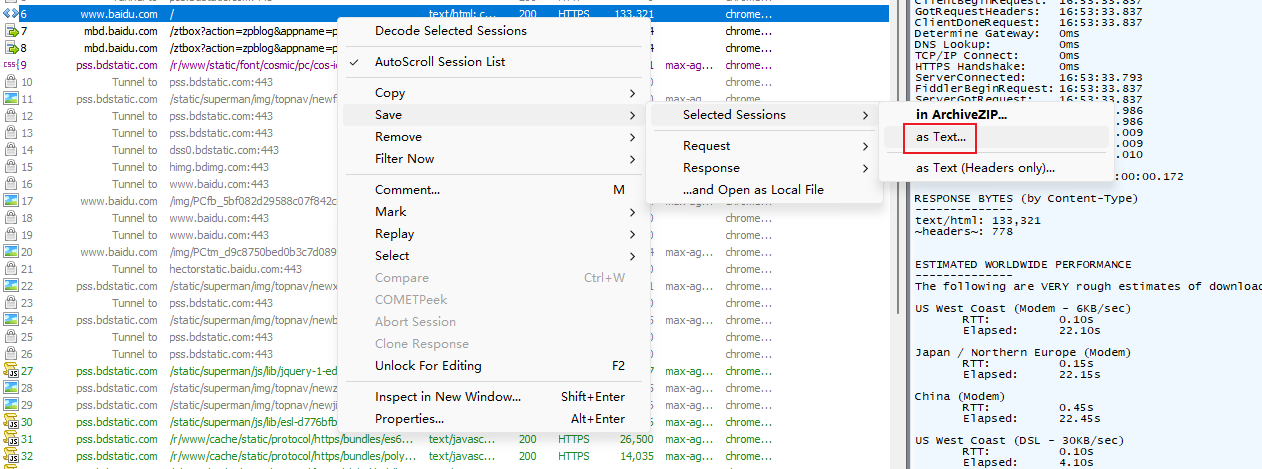 Tunnel to pss.bdstatic.com:443
6 www.baidu.com / text/html; c... 200 HTTPS 133,321 chrome...
7 mbd.baidu.com /ztbox?action=zpblog&appname=p 4 chrome...
8 mbd.baidu.com /ztbox?action=zpblog&appname=p 4 chrome...
9 pss.bdstatic.com /r/www/static/font/cosmic/pc/cos-i 1 max-ag... chrome...
10 Tunnel to pss.bdstatic.com:443
11 pss.bdstatic.com /static/superman/img/topnav/newf max-ag...
12 Tunnel to pss.bdstatic.com:443
13 Tunnel to pss.bdstatic.com:443
14 Tunnel to dss0.bdstatic.com:443
15 Tunnel to himg.bdimg.com:443
16 Tunnel to www.baidu.com:443
17 www.baidu.com /img/PCfb_5bf082d29588c07f842c max-ag... chrome...
18 Tunnel to www.baidu.com:443 chrome...
19 Tunnel to www.baidu.com:443 chrome...
20 www.baidu.com /img/PCtm_d9c8750bed0b3c7d089 max-ag... chrome...
21 Tunnel to hectorstatic.baidu.com:443 chrome...
22 pss.bdstatic.com /static/superman/img/topnav/newx max-ag... chrome...
23 Tunnel to pss.bdstatic.com:443 chrome...
24 pss.bdstatic.com /static/superman/img/topnav/newb max-ag... chrome...
25 Tunnel to pss.bdstatic.com:443 chrome...
26 Tunnel to pss.bdstatic.com:443 chrome...
27 pss.bdstatic.com /static/superman/js/lib/jquery-1-ed 7 max-ag... chrome...
28 pss.bdstatic.com /static/superman/img/topnav/newz max-ag... chrome...
29 pss.bdstatic.com /static/superman/img/topnav/newji max-ag... chrome...
30 pss.bdstatic.com /static/superman/js/lib/esl-d776bfb max-ag... chrome...
31 pss.bdstatic.com /r/www/cache/static/protocol/https/bundles/es6... text/javasc... 200 HTTPS 26,500 max-ag... chrome...
32 pss.bdstatic.com /r/www/cache/static/protocol/https/bundles/poly... text/javasc... 200 HTTPS 14,035 max-ag... chrome...
Decode Selected Sessions
AutoScroll Session List
Copy
Save
Remove
Filter Now
Comment... M
Mark
Replay
Select
Compare Ctrl+W
COMETPeek
Abort Session
Clone Response
Unlock For Editing F2
Inspect in New Window... Shift+Enter
Properties... Alt+Enter
Selected Sessions
Request
Response
...and Open as Local File
in ArchiveZIP...
as Text...
as Text (Headers only)...
ClientBeginRequest: 16:53:33.837
GotRequestHeaders: 16:53:33.837
ClientDoneRequest: 16:53:33.837
Determine Gateway: 0ms
DNS Lookup: 0ms
TCP/IP Connect: 0ms
HTTPS Handshake: 0ms
ServerConnected: 16:53:33.793
FiddlerBeginRequest: 16:53:33.837
ServerGotRequest: 16:53:33.837
.986
.986
.009
.009
.010
:00:00.172
RESPONSE BYTES (by Content-Type)
--------------
text/html: 133,321
~headers~: 778
ESTIMATED WORLDWIDE PERFORMANCE
--------------
The following are VERY rough estimates of download
US West Coast (Modem - 6KB/sec)
RTT: 0.10s
Elapsed: 22.10s
Japan / Northern Europe (Modem)
RTT: 0.15s
Elapsed: 22.15s
China (Modem)
RTT: 0.45s
Elapsed: 22.45s
US West Coast (DSL - 30KB/sec)
RTT: 0.10s
Elapsed: 4.10s